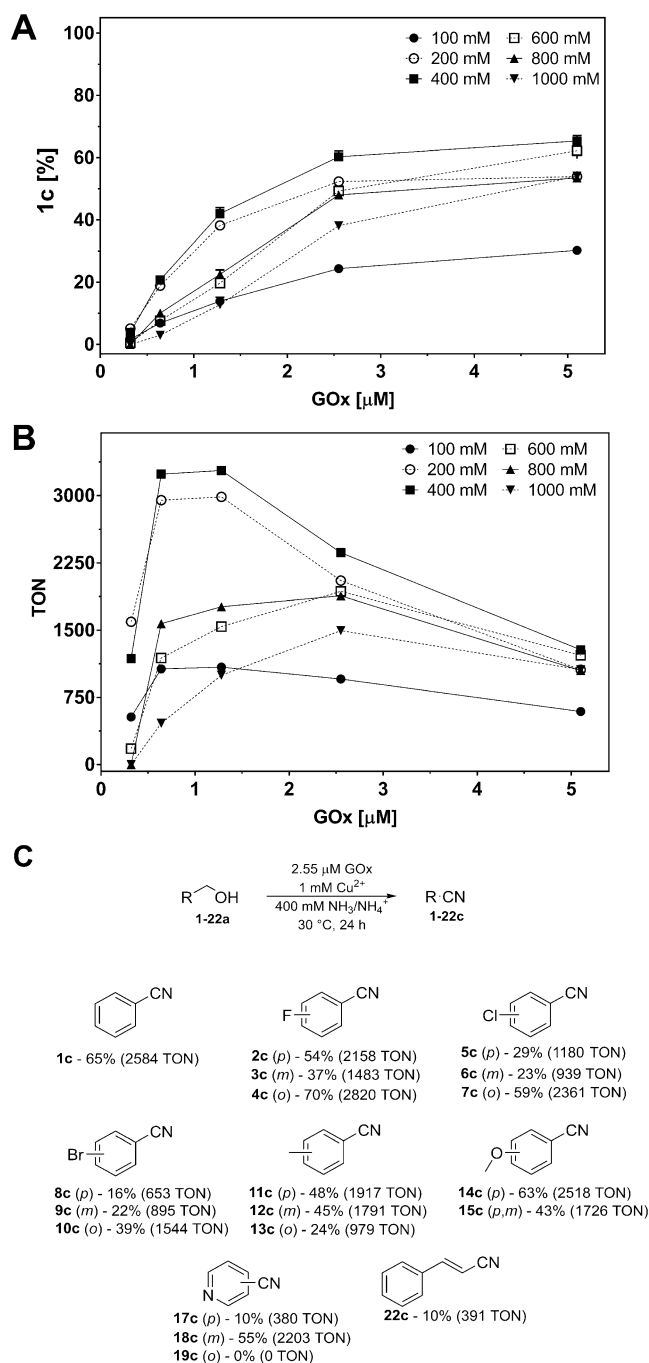 A
100 mM
600 mM
200 mM
800 mM
400 mM
1000 mM
100
80
60
40
20
0
1c [%]
0 1 2 3 4 5
GOx [μM]
B
100 mM
600 mM
200 mM
800 mM
400 mM
1000 mM
3000
2250
1500
750
0
TON
0 1 2 3 4 5
GOx [μM]
C
R OH
1-22a
2.55 μM GOx
1 mM Cu²⁺
400 mM NH₃/NH₄⁺
30 °C, 24 h
R·CN
1-22c
CN
1c - 65% (2584 TON)
F CN
2c (p) - 54% (2158 TON)
3c (m) - 37% (1483 TON)
4c (o) - 70% (2820 TON)
Cl CN
5c (p) - 29% (1180 TON)
6c (m) - 23% (939 TON)
7c (o) - 59% (2361 TON)
Br CN
8c (p) - 16% (653 TON)
9c (m) - 22% (895 TON)
10c (o) - 39% (1544 TON)
CN
11c (p) - 48% (1917 TON)
12c (m) - 45% (1791 TON)
13c (o) - 24% (979 TON)
O CN
14c (p) - 63% (2518 TON)
15c (p,m) - 43% (1726 TON)
N CN
17c (p) - 10% (380 TON)
18c (m) - 55% (2203 TON)
19c (o) - 0% (0 TON)
CN
22c - 10% (391 TON)